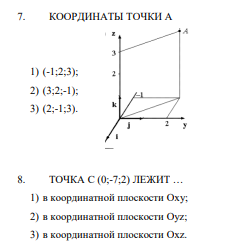 7. КООРДИНАТЫ ТОЧКИ А
z
A
3
1) (-1;2;3);
2
2) (3;2;-1);
-1
3) (2;-1;3).
k
j
2
y
i
8. ТОЧКА С (0;-7;2) ЛЕЖИТ …
1) в координатной плоскости Oxy;
2) в координатной плоскости Oyz;
3) в координатной плоскости Oxz.